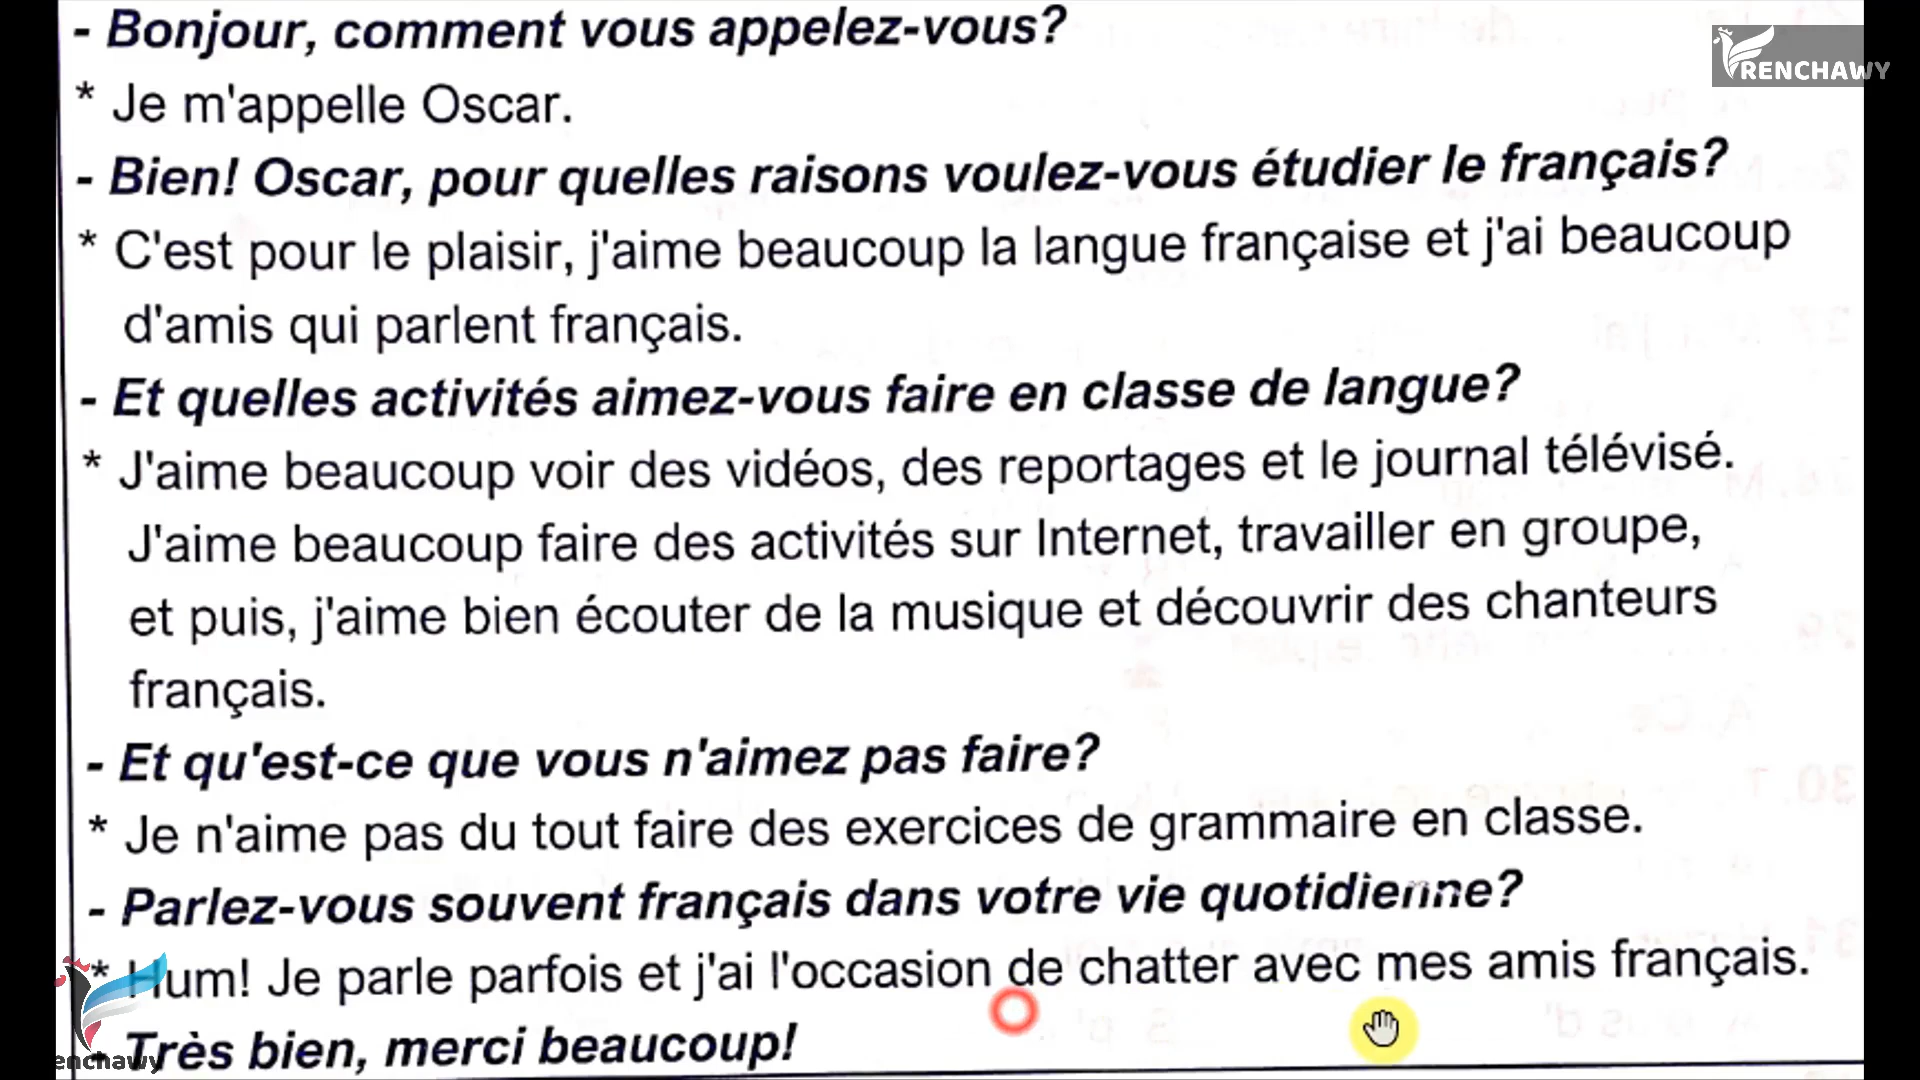 - Bonjour, comment vous appelez-vous?
RENCHAWY
* Je m'appelle Oscar.
- Bien! Oscar, pour quelles raisons voulez-vous étudier le français?
* C'est pour le plaisir, j'aime beaucoup la langue française et j'ai beaucoup
d'amis qui parlent français.
- Et quelles activités aimez-vous faire en classe de langue?
* J'aime beaucoup voir des vidéos, des reportages et le journal télévisé.
J'aime beaucoup faire des activités sur Internet, travailler en groupe,
et puis, j'aime bien écouter de la musique et découvrir des chanteurs
français.
- Et qu'est-ce que vous n'aimez pas faire?
* Je n'aime pas du tout faire des exercices de grammaire en classe.
- Parlez-vous souvent français dans votre vie quotidienne?
* Hum! Je parle parfois et j'ai l'occasion de chatter avec mes amis français.
- Très bien, merci beaucoup!
enchawy